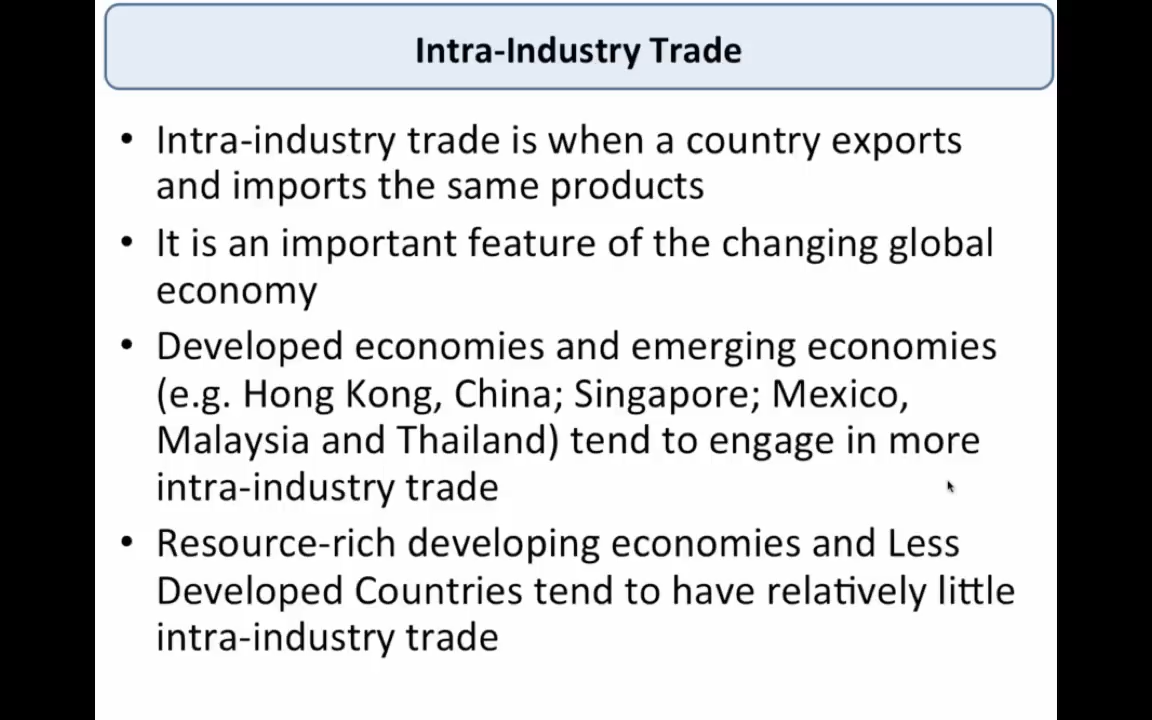 Intra-Industry Trade
• Intra-industry trade is when a country exports
and imports the same products
• It is an important feature of the changing global
economy
• Developed economies and emerging economies
(e.g. Hong Kong, China; Singapore; Mexico,
Malaysia and Thailand) tend to engage in more
intra-industry trade
• Resource-rich developing economies and Less
Developed Countries tend to have relatively little
intra-industry trade